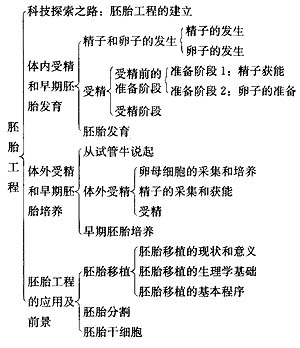 胚胎工程
科技探索之路：胚胎工程的建立
体内受精
和早期胚
胎发育
精子和卵子的发生
精子的发生
卵子的发生
受精
受精前的
准备阶段
准备阶段 1：精子获能
准备阶段 2：卵子的准备
受精阶段
胚胎发育
体外受精
和早期胚
胎培养
从试管牛说起
体外受精
卵母细胞的采集和培养
精子的采集和获能
受精
早期胚胎培养
胚胎工程
的应用及
前景
胚胎移植
胚胎移植的现状和意义
胚胎移植的生理学基础
胚胎移植的基本程序
胚胎分割
胚胎干细胞